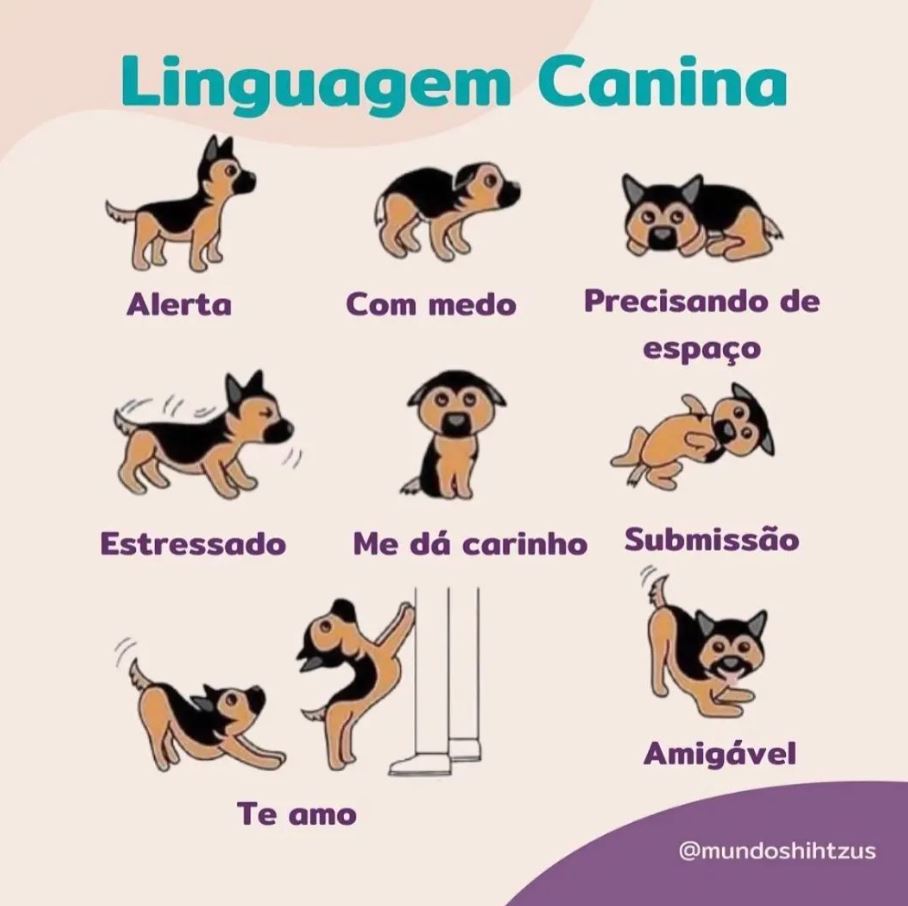 Linguagem Canina
Alerta
Com medo
Precisando de
espaço
Estressado
Me dá carinho
Submissão
Te amo
Amigável
@mundoshihtzus